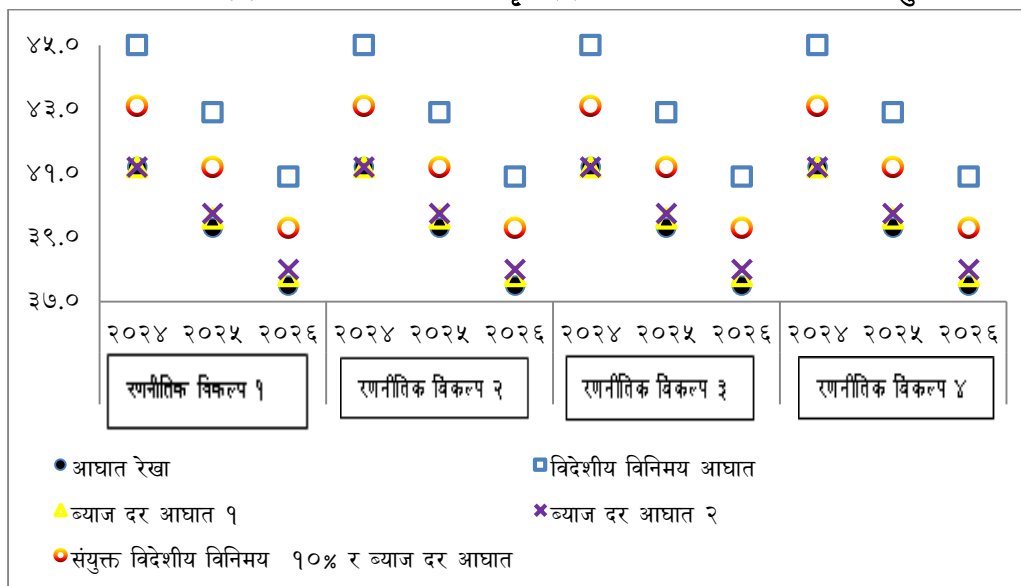 ४५.०
४३.०
४१.०
३९.०
३७.०
२०२४ २०२५ २०२६ २०२४ २०२५ २०२६ २०२४ २०२५ २०२६ २०२४ २०२५ २०२६
रणनीतिक विकल्प १ रणनीतिक विकल्प २ रणनीतिक विकल्प ३ रणनीतिक विकल्प ४
आघात रेखा विदेशीय विनिमय आघात
ब्याज दर आघात १ ब्याज दर आघात २
संयुक्त विदेशीय विनिमय १०% र ब्याज दर आघात